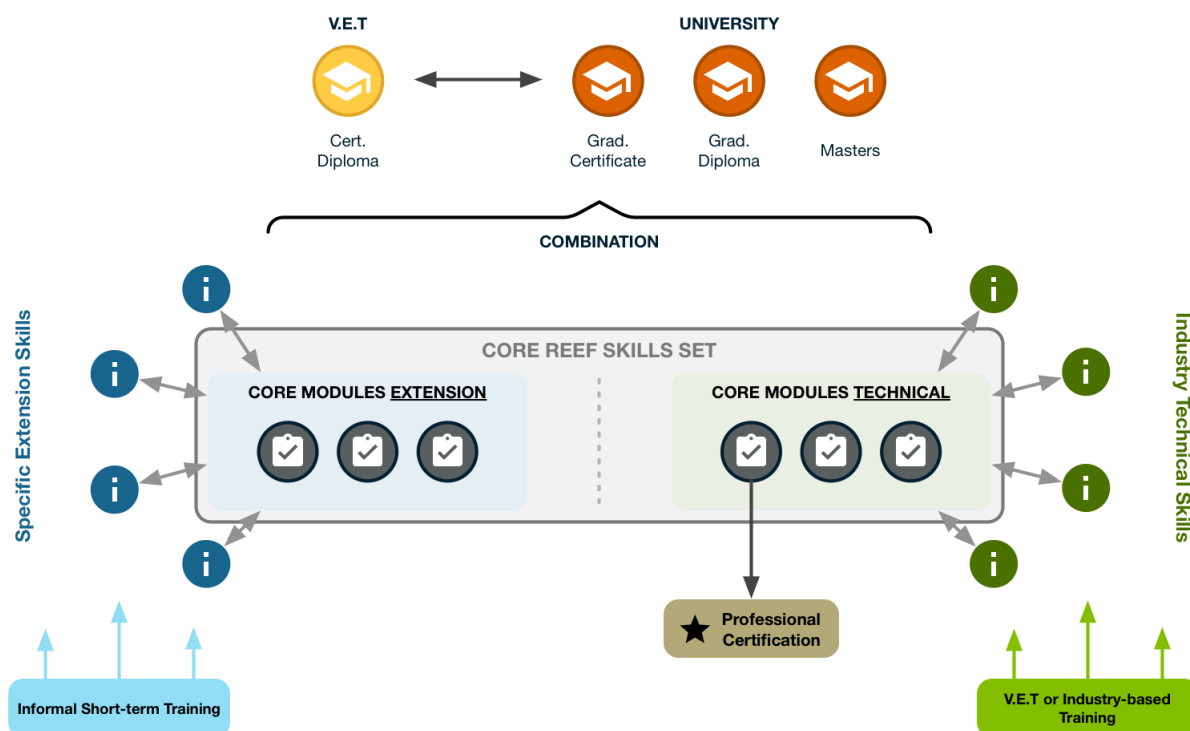 V.E.T
UNIVERSITY
Cert.
Diploma
Grad.
Certificate
Grad.
Diploma
Masters
COMBINATION
Specific Extension Skills
Industry Technical Skills
CORE REEF SKILLS SET
CORE MODULES EXTENSION
CORE MODULES TECHNICAL
i
i
i
i
i
i
i
i
Professional
Certification
Informal Short-term Training
V.E.T or Industry-based
Training